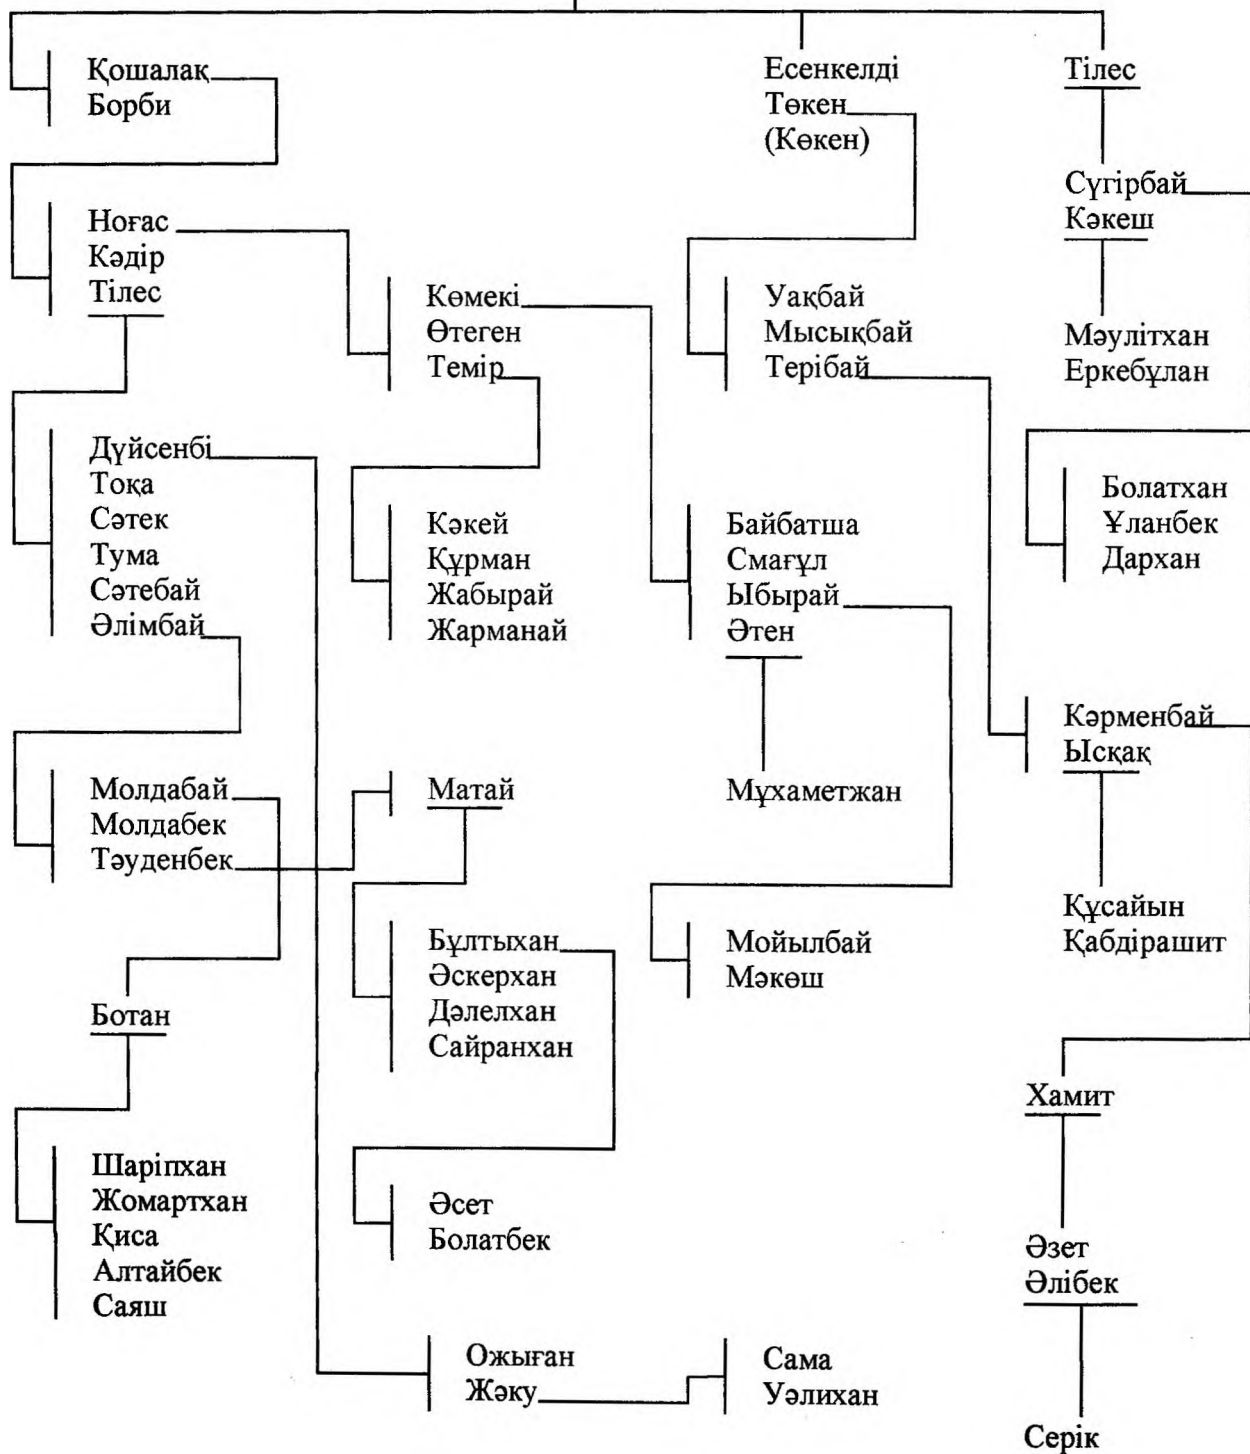 Қошалақ
Борби
Есенкелді
Төкен
(Көкен)
Тілес
Сүгірбай
Кәкеш
Ноғас
Кәдір
Тілес
Көмекі
Өтеген
Темір
Уақбай
Мысықбай
Терібай
Мәулітхан
Еркебұлан
Дүйсенбі
Тоқа
Сәтек
Тума
Сәтебай
Әлімбай
Кәкей
Құрман
Жабырай
Жарманай
Байбатша
Смағұл
Ыбырай
Әтен
Болатхан
Ұланбек
Дархан
Кәрменбай
Ысқақ
Молдабай
Молдабек
Тәуденбек
Матай
Мұхаметжан
Құсайын
Қабдірашит
Бұлтыхан
Әскерхан
Дәлелхан
Сайранхан
Мойылбай
Мәкөш
Ботан
Хамит
Шаріпхан
Жомартхан
Қиса
Алтайбек
Саяш
Әсет
Болатбек
Әзет
Әлібек
Ожыған
Жәку
Сама
Уәлихан
Серік